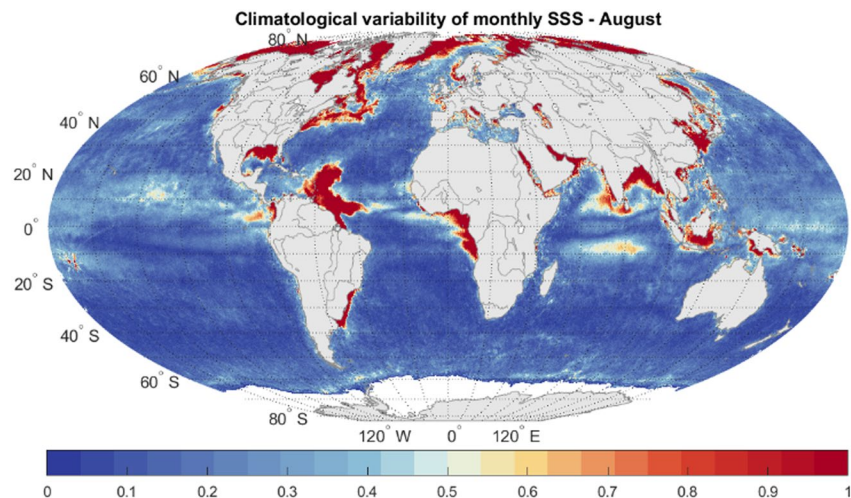 Climatological variability of monthly SSS - August
80° N
60° N
40° N
20° N
0°
20° S
40° S
60° S
80° S
120° W 0° 120° E
0 0.1 0.2 0.3 0.4 0.5 0.6 0.7 0.8 0.9 1